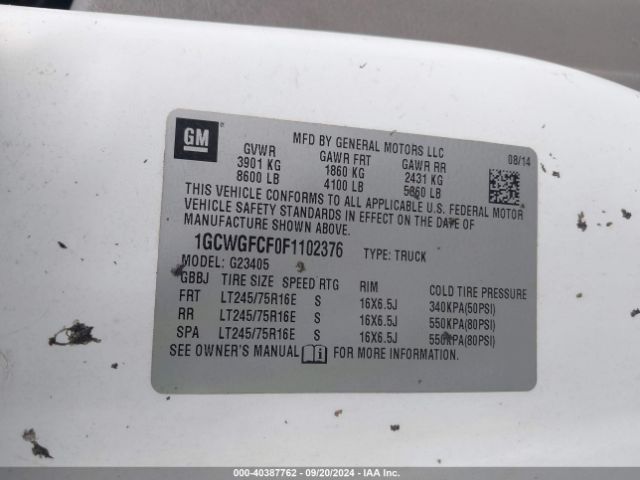 GM
MFD BY GENERAL MOTORS LLC
08/14
GVWR GAWR FRT GAWR RR
3901 KG 1860 KG 2431 KG
8600 LB 4100 LB 5860 LB
THIS VEHICLE CONFORMS TO ALL APPLICABLE U.S. FEDERAL MOTOR
VEHICLE SAFETY STANDARDS IN EFFECT ON THE DATE OF
MANUFACTURE SHOWN ABOVE.
1GCWGFCF0F1102376 TYPE: TRUCK
MODEL: G23405
GBBJ TIRE SIZE SPEED RTG RIM COLD TIRE PRESSURE
FRT LT245/75R16E S 16X6.5J 340KPA(50PSI)
RR LT245/75R16E S 16X6.5J 550KPA(80PSI)
SPA LT245/75R16E S 16X6.5J 550KPA(80PSI)
SEE OWNER'S MANUAL FOR MORE INFORMATION.
000-40387762 - 09/20/2024 - IAA Inc.